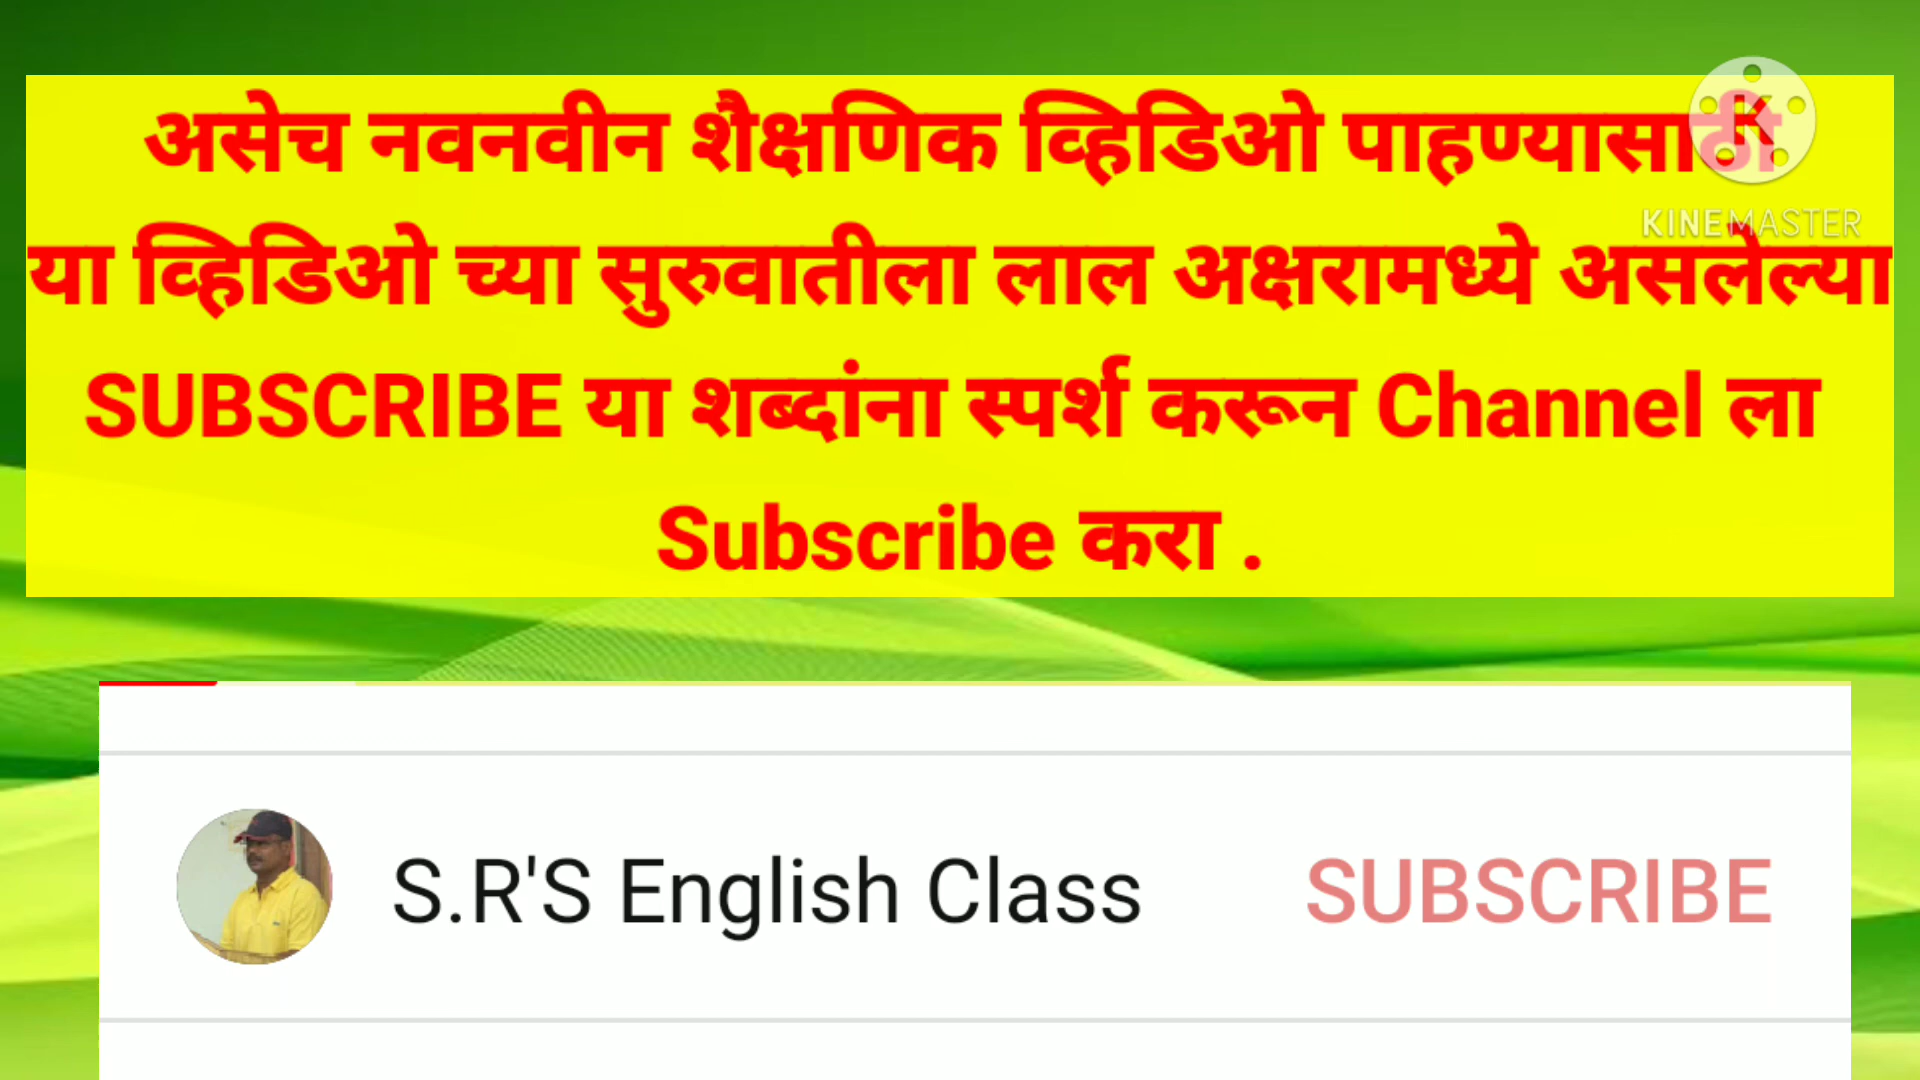 असेच नवनवीन शैक्षणिक व्हिडिओ पाहण्यासाठी
KINEMASTER
या व्हिडिओ च्या सुरुवातीला लाल अक्षरामध्ये असलेल्या
SUBSCRIBE या शब्दांना स्पर्श करून Channel ला
Subscribe करा .
S.R'S English Class SUBSCRIBE